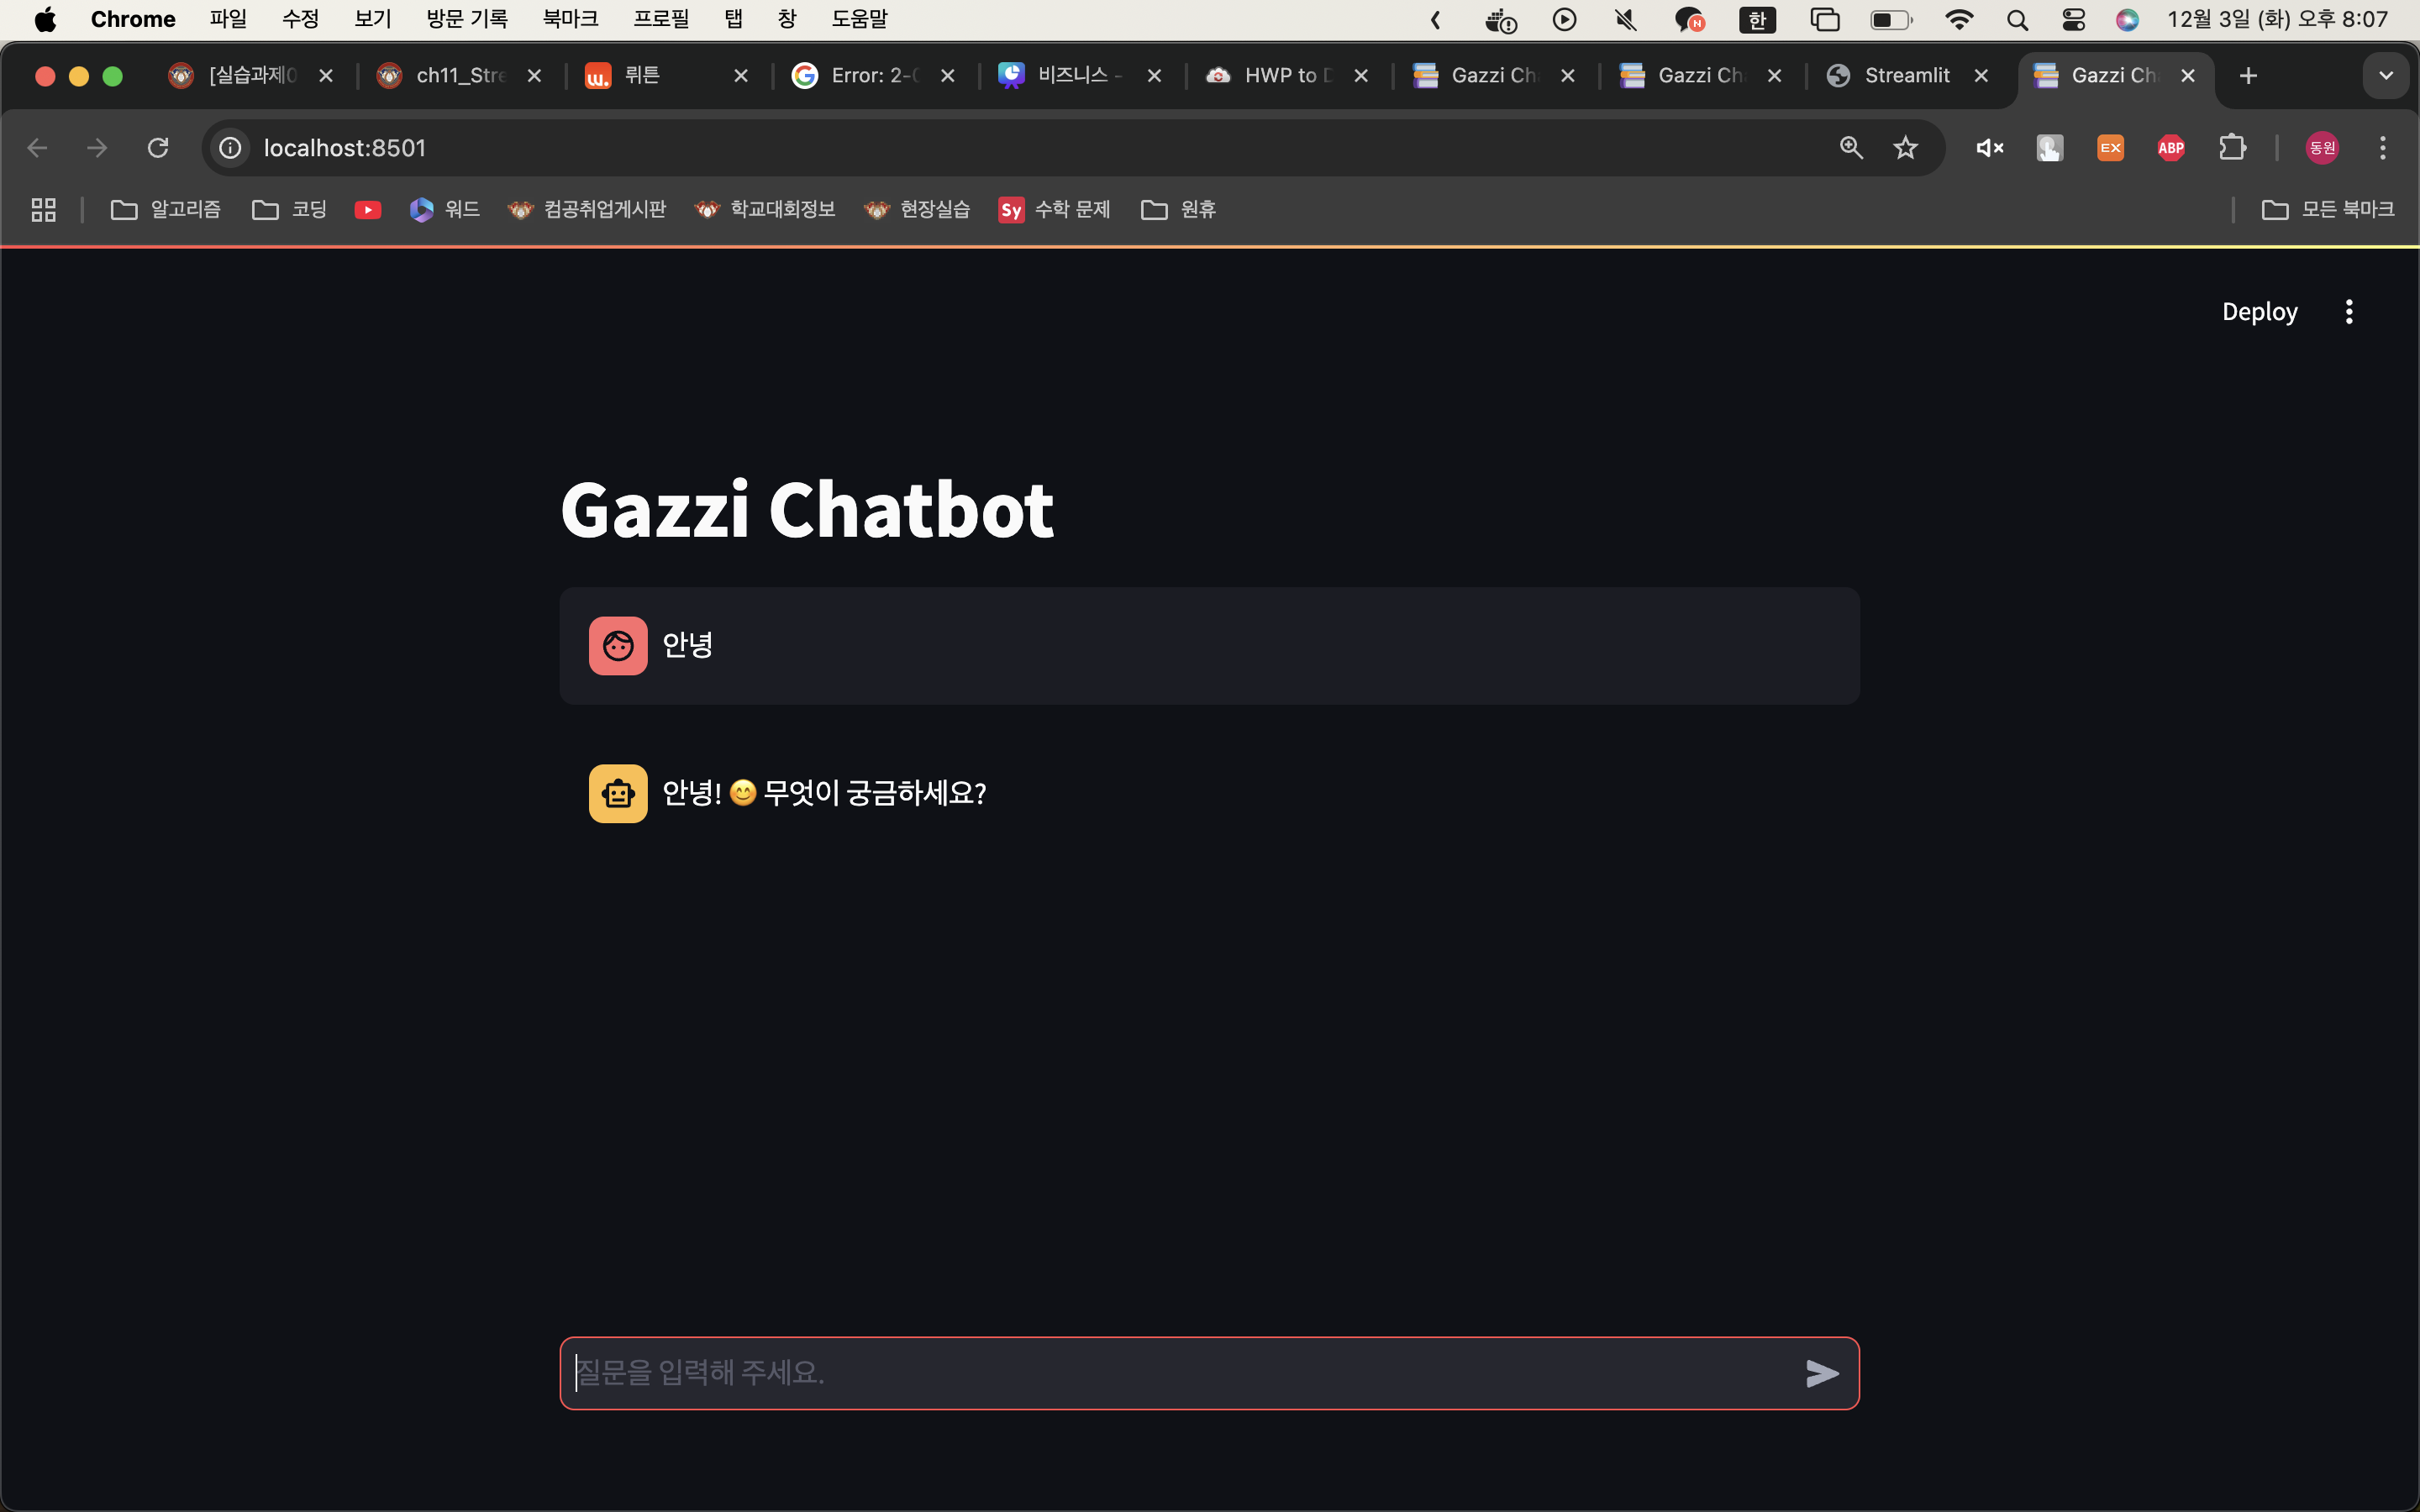 Chrome 파일 수정 보기 방문 기록 북마크 프로필 탭 창 도움말 한 12월 3일 (화) 오후 8:07
[실습과제0 ch11_Stre w. 뤼튼 Error: 2-0 비즈니스 - HWP to D Gazzi Ch Gazzi Ch Streamlit Gazzi Ch
localhost:8501 EX ABP 동원
알고리즘 코딩 워드 컴공취업게시판 학교대회정보 현장실습 Sy 수학 문제 원휴 모든 북마크
Deploy
Gazzi Chatbot
안녕
안녕! 😊 무엇이 궁금하세요?
질문을 입력해 주세요.